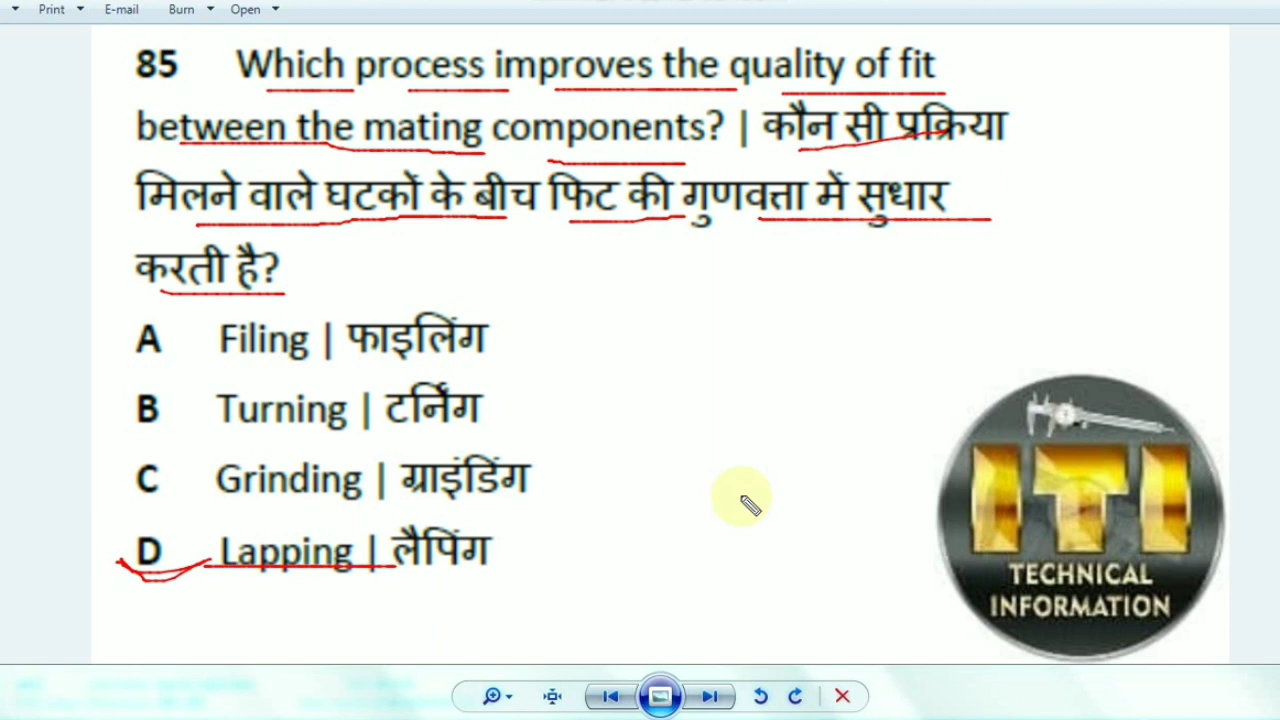 Print E-mail Burn Open
85 Which process improves the quality of fit
between the mating components? | कौन सी प्रक्रिया
मिलने वाले घटकों के बीच फिट की गुणवत्ता में सुधार
करती है?
A Filing | फाइलिंग
B Turning | टर्निंग
C Grinding | ग्राइंडिंग
D Lapping | लैपिंग
ITI
TECHNICAL
INFORMATION